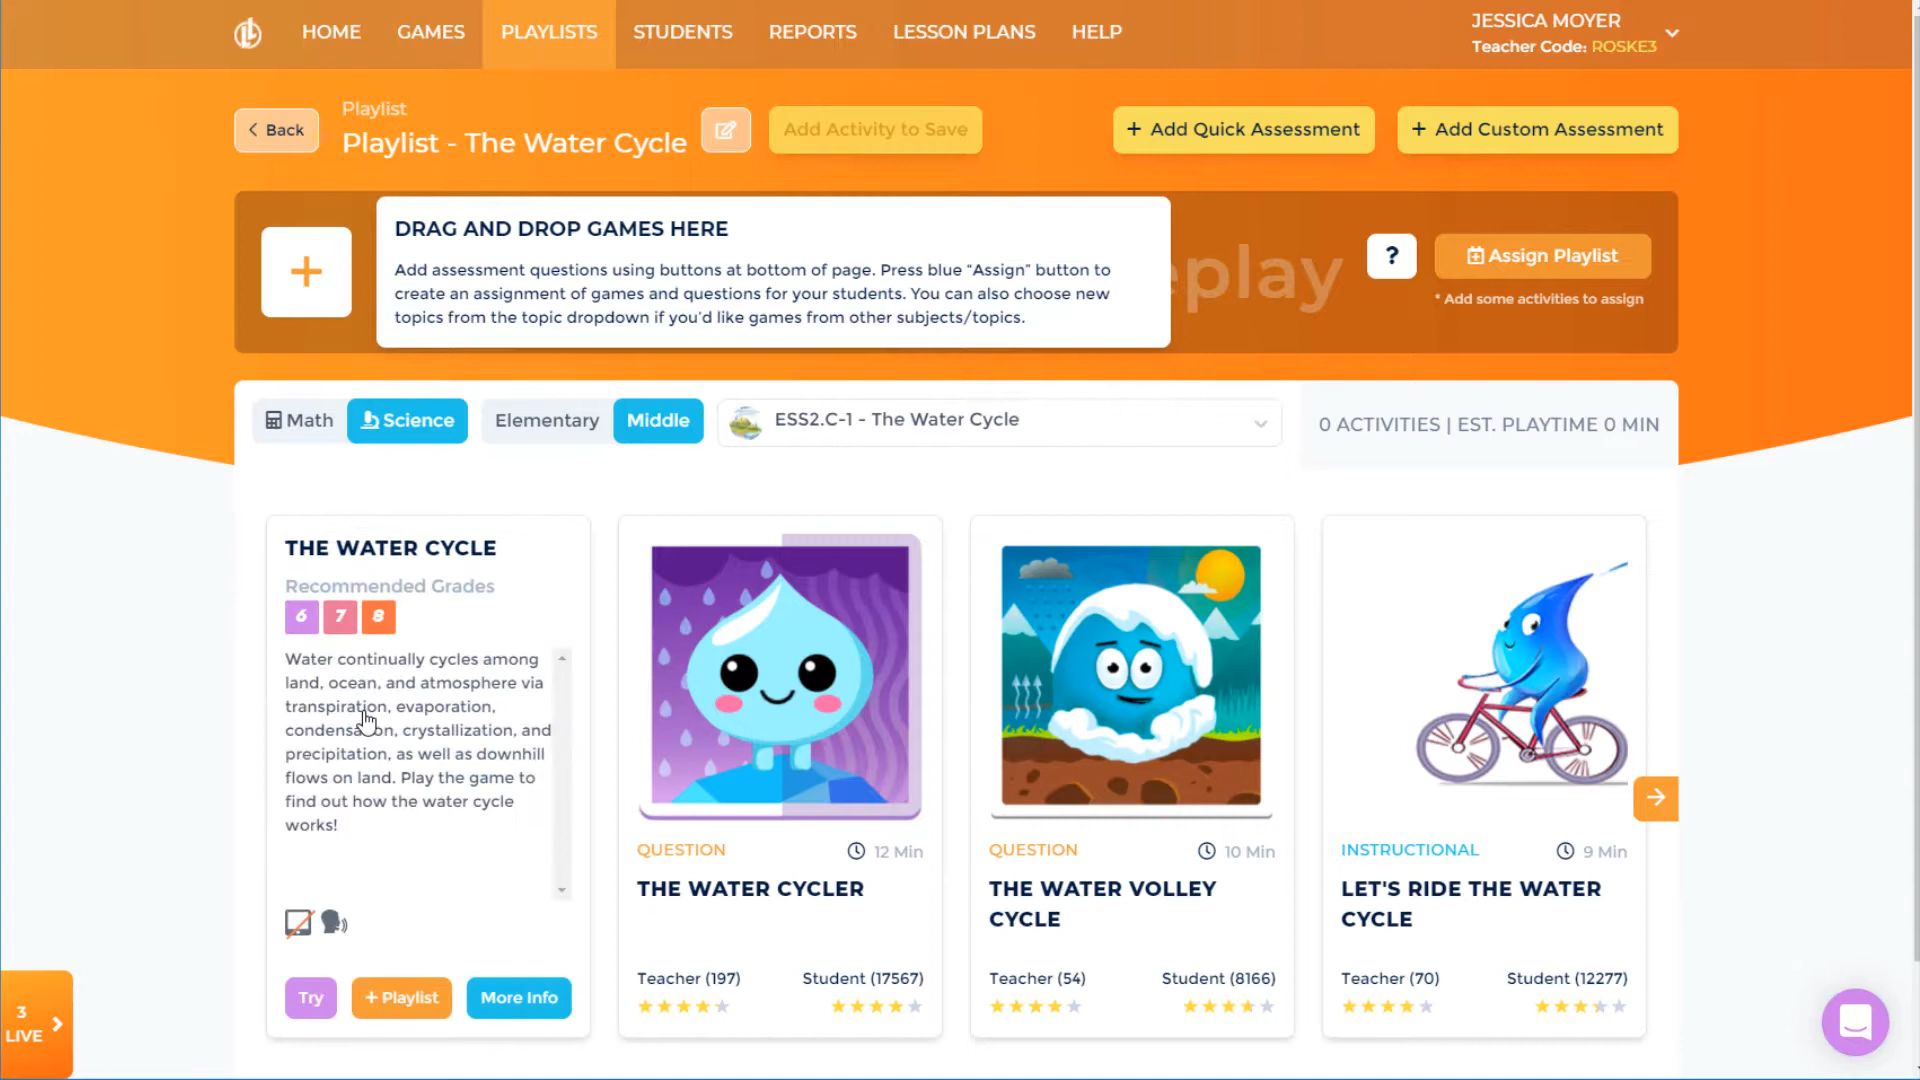 HOME
GAMES
PLAYLISTS
STUDENTS
REPORTS
LESSON PLANS
HELP
JESSICA MOYER
Teacher Code: ROSKE3
Back
Playlist
Playlist - The Water Cycle
Add Activity to Save
+ Add Quick Assessment
+ Add Custom Assessment
+
DRAG AND DROP GAMES HERE
Add assessment questions using buttons at bottom of page. Press blue “Assign” button to
create an assignment of games and questions for your students. You can also choose new
topics from the topic dropdown if you'd like games from other subjects/topics.
eplay
?
Assign Playlist
* Add some activities to assign
Math
Science
Elementary
Middle
ESS2.C-1 - The Water Cycle
0 ACTIVITIES | EST. PLAYTIME 0 MIN
THE WATER CYCLE
Recommended Grades
6 7 8
Water continually cycles among
land, ocean, and atmosphere via
transpiration, evaporation,
condensation, crystallization, and
precipitation, as well as downhill
flows on land. Play the game to
find out how the water cycle
works!
Try
+ Playlist
More Info
QUESTION
12 Min
THE WATER CYCLER
Teacher (197)
Student (17567)
QUESTION
10 Min
THE WATER VOLLEY
CYCLE
Teacher (54)
Student (8166)
INSTRUCTIONAL
9 Min
LET'S RIDE THE WATER
CYCLE
Teacher (70)
Student (12277)
3
LIVE